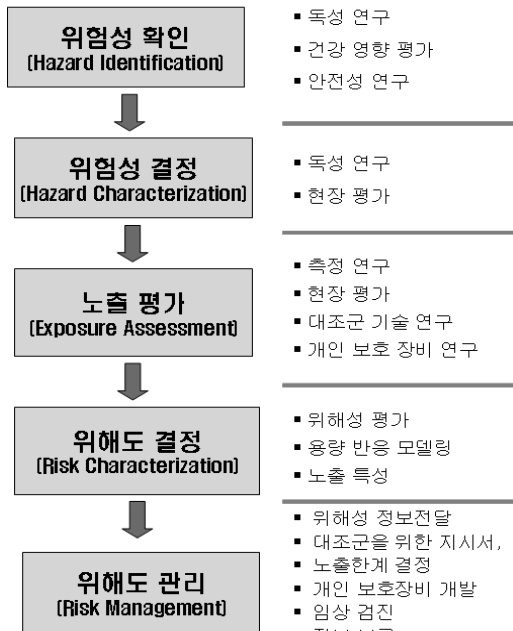 위험성 확인
(Hazard Identification)
▪ 독성 연구
▪ 건강 영향 평가
▪ 안전성 연구
위험성 결정
(Hazard Characterization)
▪ 독성 연구
▪ 현장 평가
노출 평가
(Exposure Assessment)
▪ 측정 연구
▪ 현장 평가
▪ 대조군 기술 연구
▪ 개인 보호 장비 연구
위해도 결정
(Risk Characterization)
▪ 위해성 평가
▪ 용량 반응 모델링
▪ 노출 특성
위해도 관리
(Risk Management)
▪ 위해성 정보전달
▪ 대조군을 위한 지시서,
▪ 노출한계 결정
▪ 개인 보호장비 개발
▪ 임상 검진